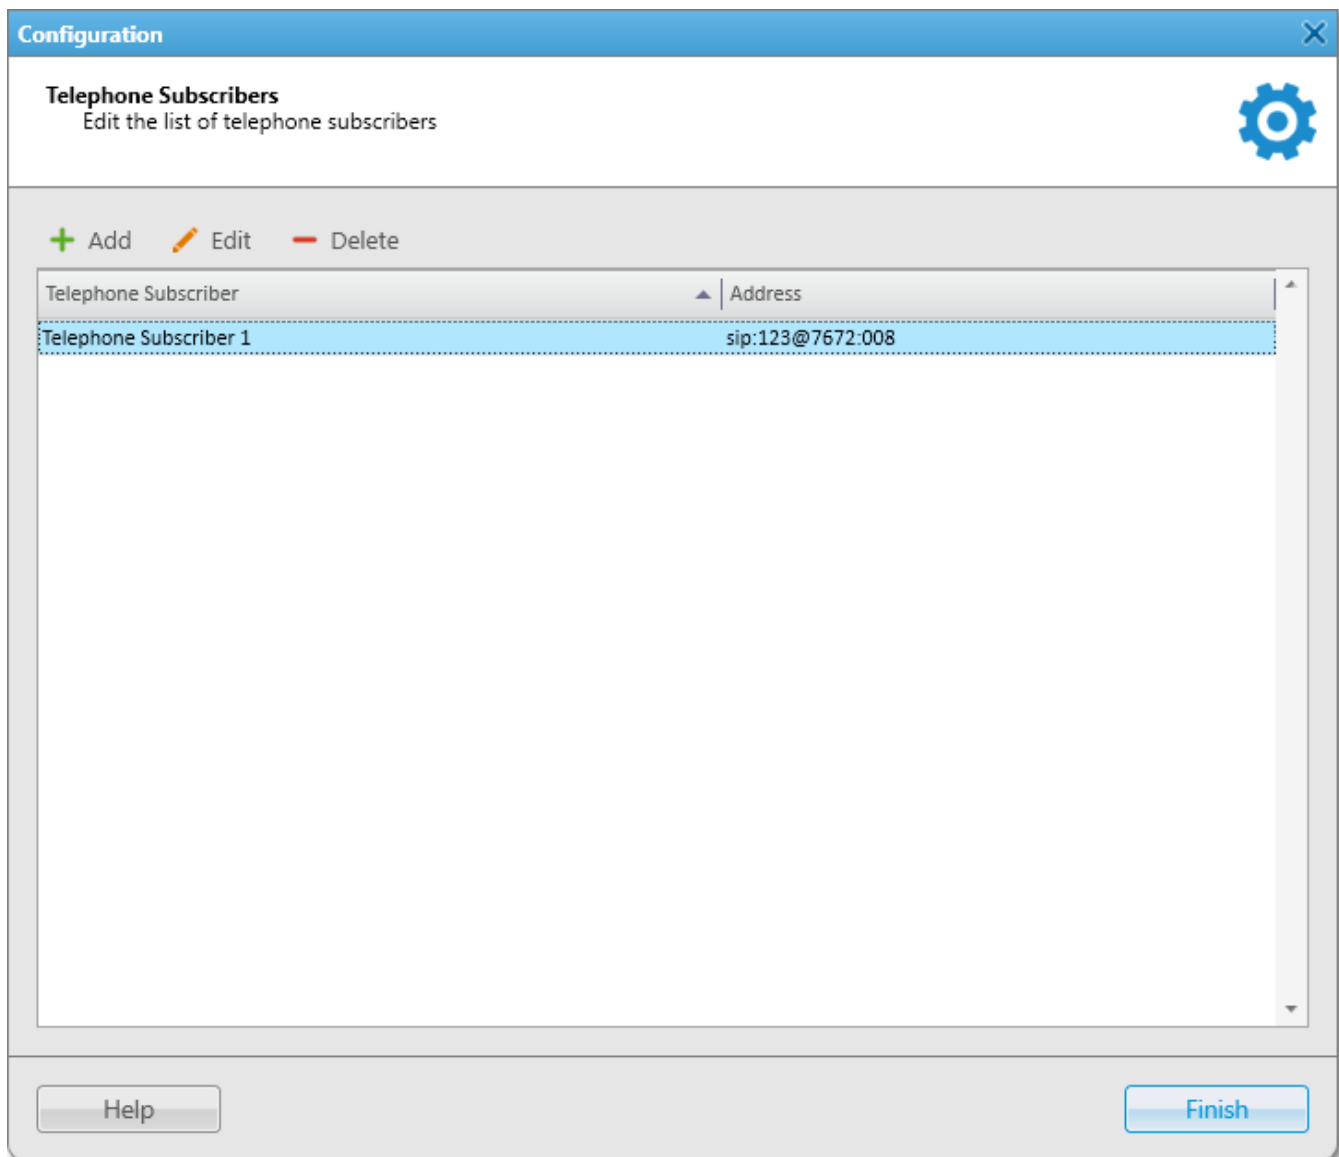 Configuration
Telephone Subscribers
Edit the list of telephone subscribers
Add Edit Delete
Telephone Subscriber Address
Telephone Subscriber 1 sip:123@7672:008
Help Finish